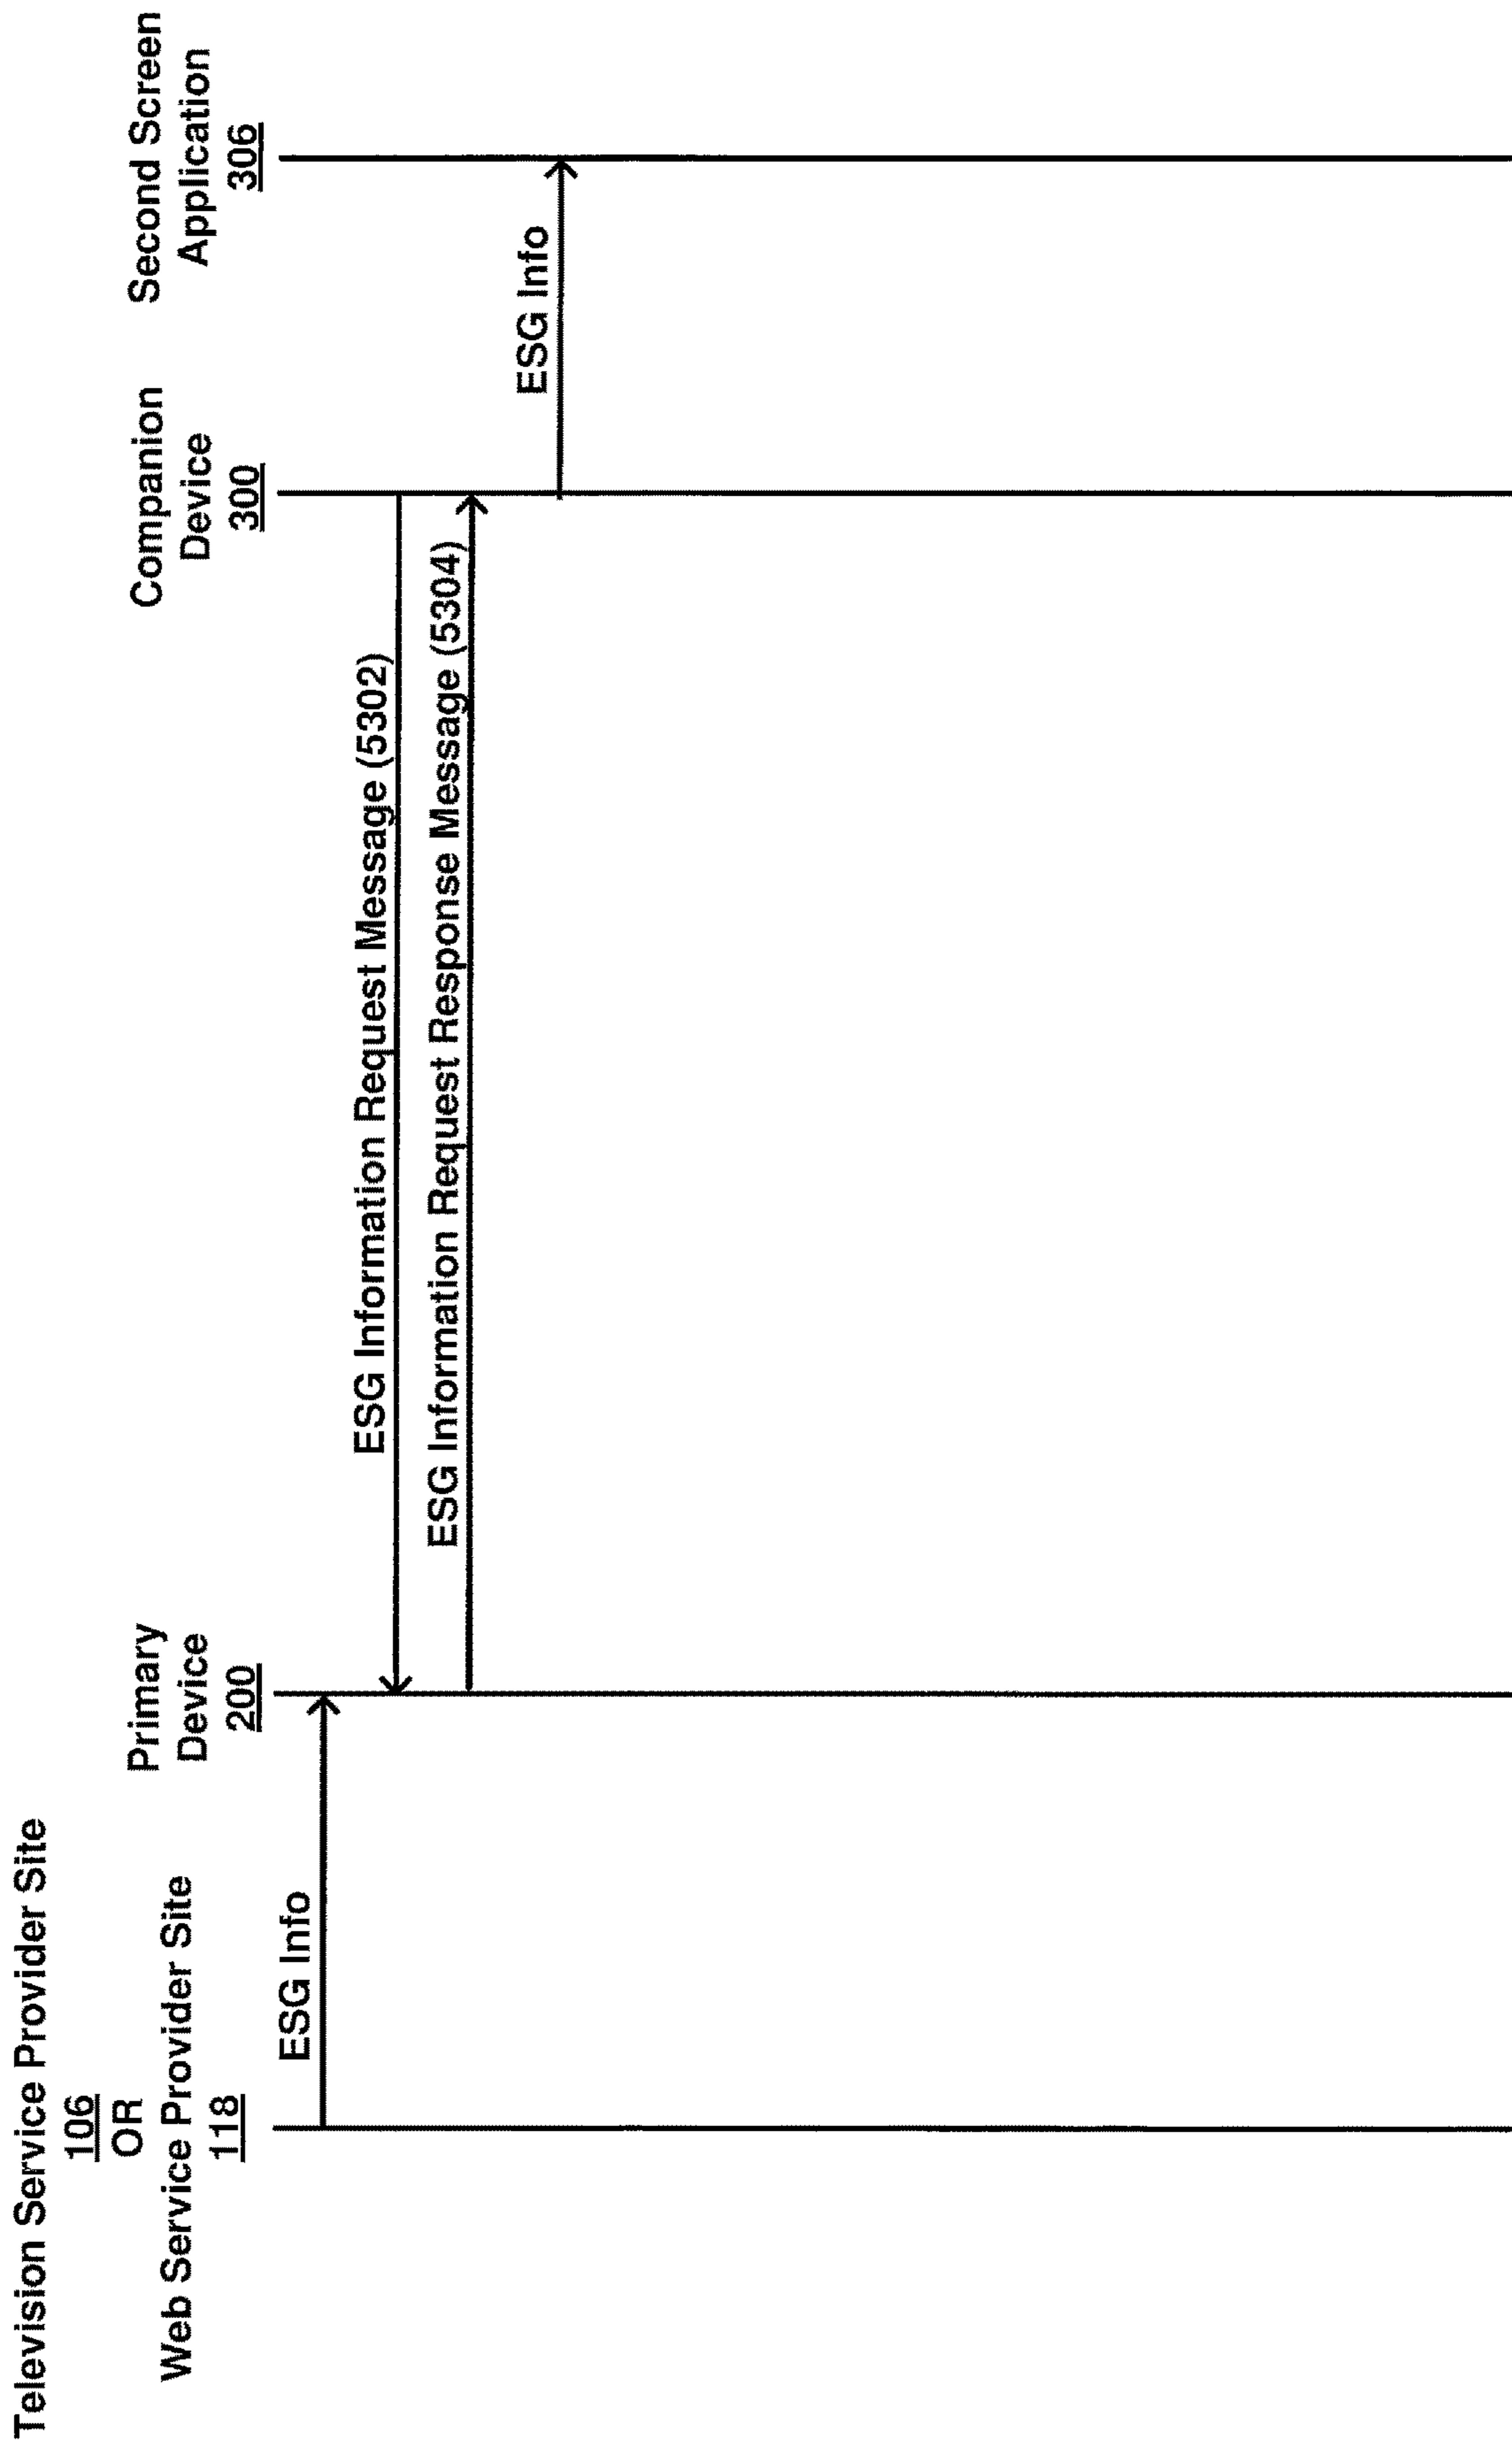 Television Service Provider Site
106
OR
Web Service Provider Site
118
Primary
Device
200
Companion
Device
300
Second Screen
Application
306
ESG Info
ESG Information Request Message (5302)
ESG Information Request Response Message (5304)
ESG Info